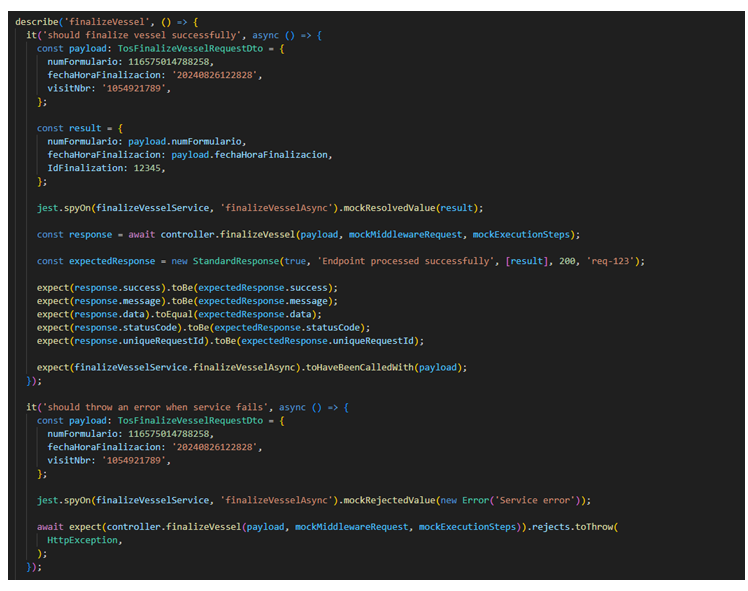 describe('finalizeVessel', () => {
it('should finalize vessel successfully', async () => {
const payload: TosFinalizeVesselRequestDto = {
numFormulario: 116575014788258,
fechaHoraFinalizacion: '20240826122828',
visitNbr: '1054921789',
};
const result = {
numFormulario: payload.numFormulario,
fechaHoraFinalizacion: payload.fechaHoraFinalizacion,
IdFinalization: 12345,
};
jest.spyOn(finalizeVesselService, 'finalizeVesselAsync').mockResolvedValue(result);
const response = await controller.finalizeVessel(payload, mockMiddlewareRequest, mockExecutionSteps);
const expectedResponse = new StandardResponse(true, 'Endpoint processed successfully', [result], 200, 'req-123');
expect(response.success).toBe(expectedResponse.success);
expect(response.message).toBe(expectedResponse.message);
expect(response.data).toEqual(expectedResponse.data);
expect(response.statusCode).toBe(expectedResponse.statusCode);
expect(response.uniqueRequestId).toBe(expectedResponse.uniqueRequestId);
expect(finalizeVesselService.finalizeVesselAsync).toHaveBeenCalledWith(payload);
});
it('should throw an error when service fails', async () => {
const payload: TosFinalizeVesselRequestDto = {
numFormulario: 116575014788258,
fechaHoraFinalizacion: '20240826122828',
visitNbr: '1054921789',
};
jest.spyOn(finalizeVesselService, 'finalizeVesselAsync').mockRejectedValue(new Error('Service error'));
await expect(controller.finalizeVessel(payload, mockMiddlewareRequest, mockExecutionSteps)).rejects.toThrow(
HttpException,
);
});